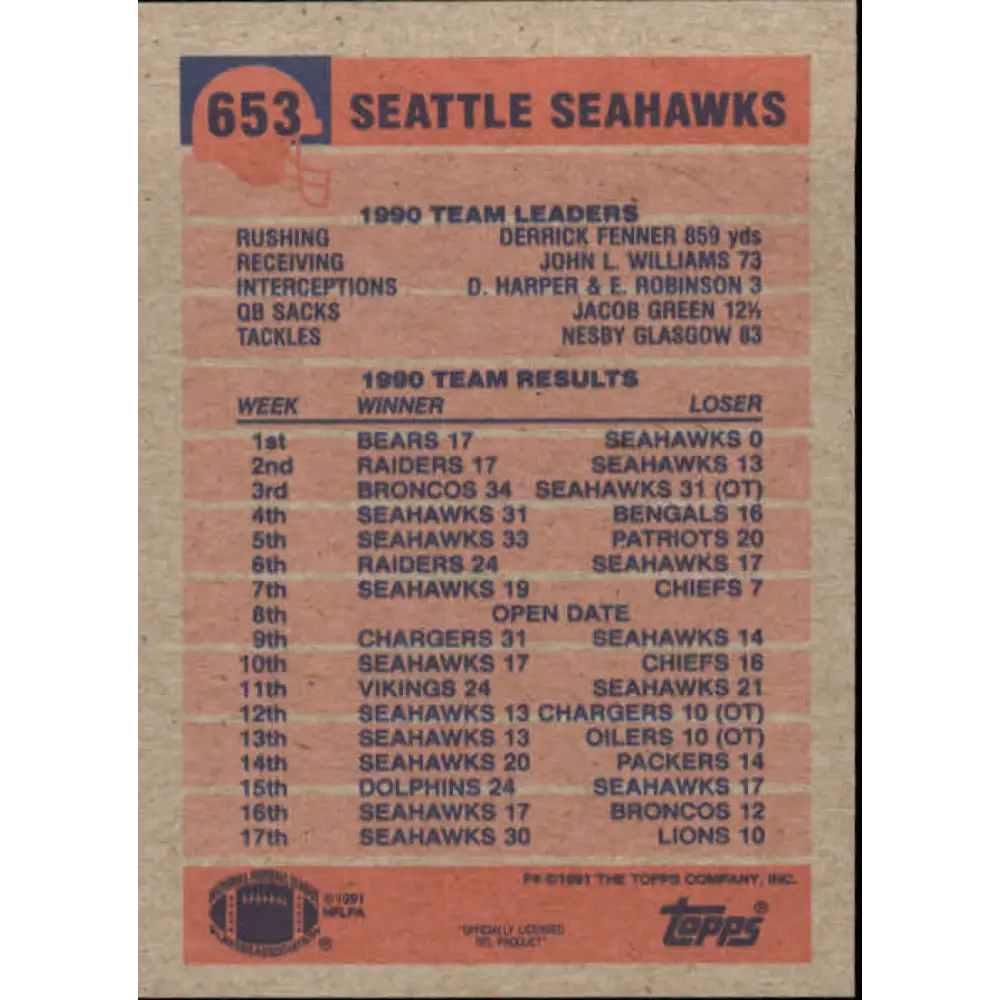 653 SEATTLE SEAHAWKS
1990 TEAM LEADERS
RUSHING DERRICK FENNER 859 yds
RECEIVING JOHN L. WILLIAMS 73
INTERCEPTIONS D. HARPER & E. ROBINSON 3
QB SACKS JACOB GREEN 12½
TACKLES NESBY GLASGOW 83
1990 TEAM RESULTS
WEEK WINNER LOSER
1st BEARS 17 SEAHAWKS 0
2nd RAIDERS 17 SEAHAWKS 13
3rd BRONCOS 34 SEAHAWKS 31 (OT)
4th SEAHAWKS 31 BENGALS 16
5th SEAHAWKS 33 PATRIOTS 20
6th RAIDERS 24 SEAHAWKS 17
7th SEAHAWKS 19 CHIEFS 7
8th OPEN DATE
9th CHARGERS 31 SEAHAWKS 14
10th SEAHAWKS 17 CHIEFS 16
11th VIKINGS 24 SEAHAWKS 21
12th SEAHAWKS 13 CHARGERS 10 (OT)
13th SEAHAWKS 13 OILERS 10 (OT)
14th SEAHAWKS 20 PACKERS 14
15th DOLPHINS 24 SEAHAWKS 17
16th SEAHAWKS 17 BRONCOS 12
17th SEAHAWKS 30 LIONS 10
©1991 THE TOPPS COMPANY, INC.
©1991
NFLPA
"OFFICIALLY LICENSED
NFL PRODUCT"
topps®